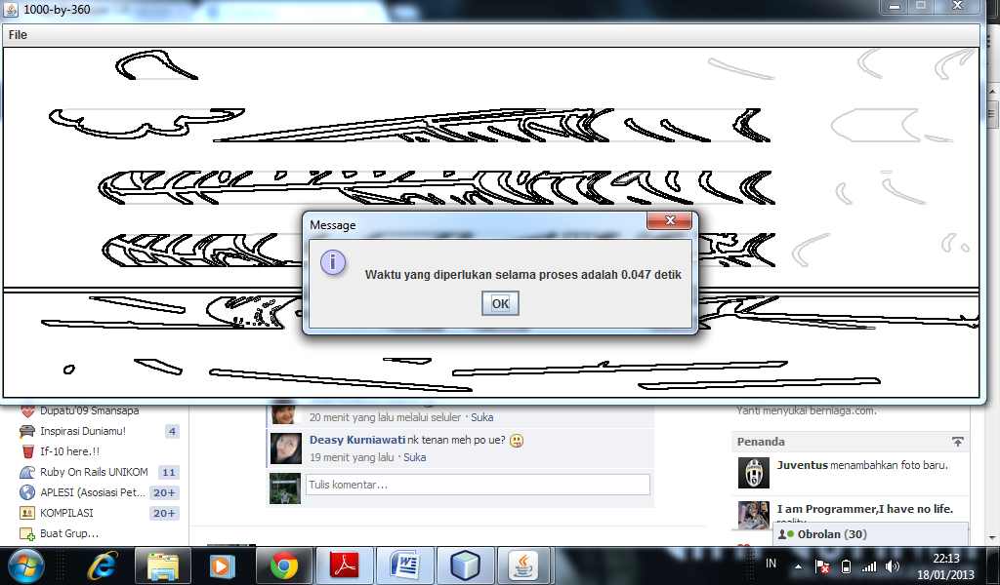 1000-by-360
File
Message
Waktu yang diperlukan selama proses adalah 0.047 detik
OK
Dupatu'09 Smansapa
Inspirasi Duniamu! 4
If-10 here.!!
Ruby On Rails UNIKOM 11
APLESI (Asosiasi Pet... 20+
KOMPILASI 20+
Buat Grup...
20 menit yang lalu melalui seluler · Suka
Deasy Kurniawati nk tenan meh po ue?
19 menit yang lalu · Suka
Tulis komentar...
Yanti menyukai berniaga.com.
Penanda
Juventus menambahkan foto baru.
I am Programmer,I have no life.
Obrolan (30)
IN
22:13
18/01/2013